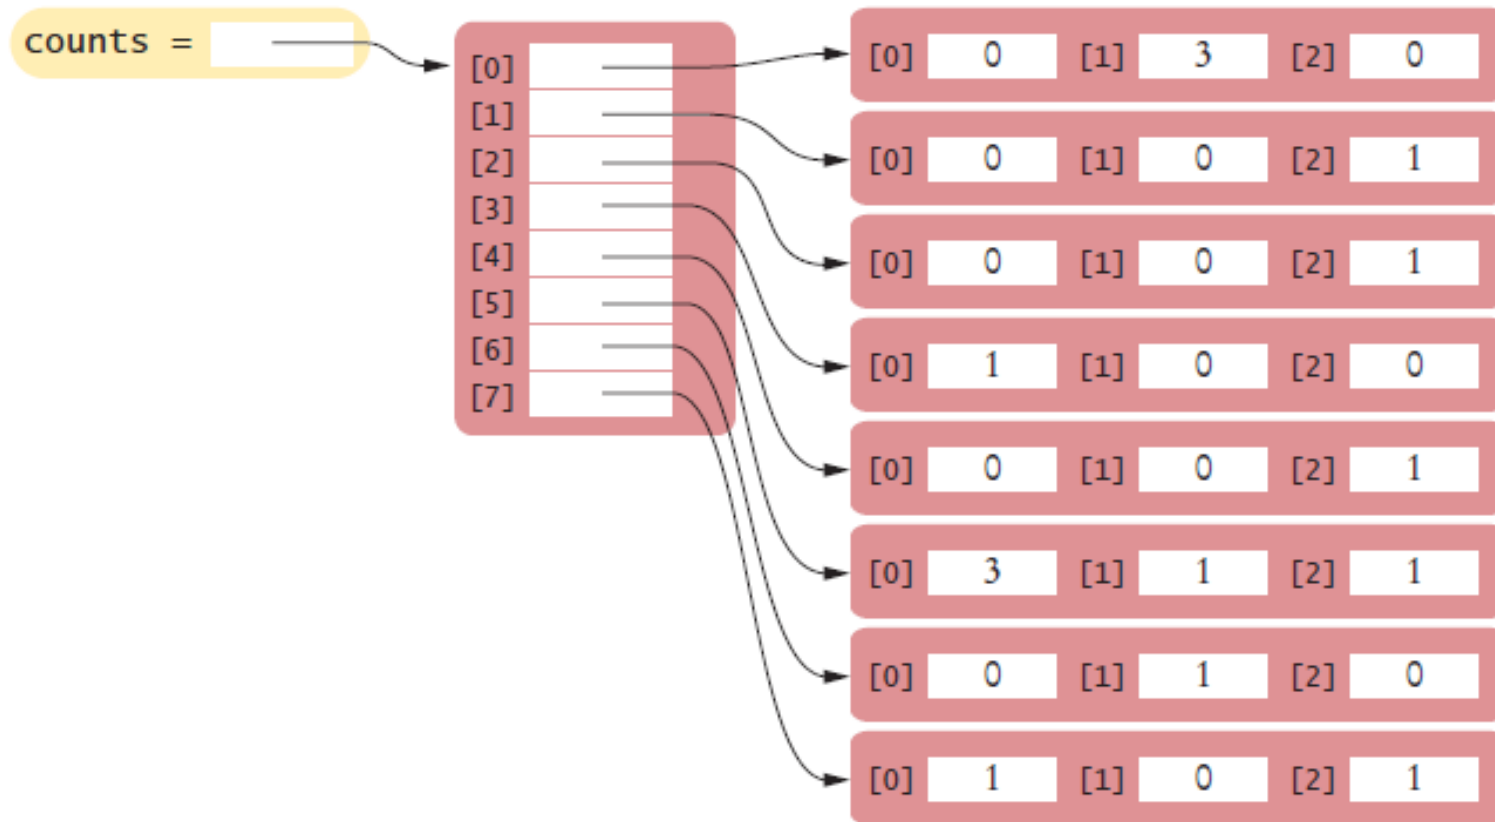 counts =
[0]
[1]
[2]
[3]
[4]
[5]
[6]
[7]
[0] 0 [1] 3 [2] 0
[0] 0 [1] 0 [2] 1
[0] 0 [1] 0 [2] 1
[0] 1 [1] 0 [2] 0
[0] 0 [1] 0 [2] 1
[0] 3 [1] 1 [2] 1
[0] 0 [1] 1 [2] 0
[0] 1 [1] 0 [2] 1